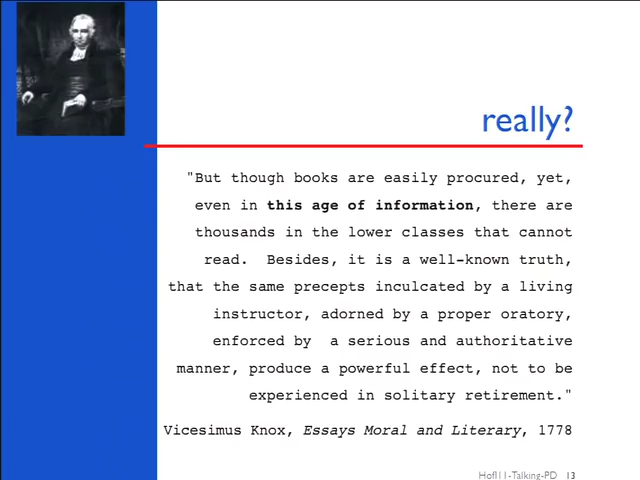 really?
"But though books are easily procured, yet,
even in this age of information, there are
thousands in the lower classes that cannot
read.  Besides, it is a well-known truth,
that the same precepts inculcated by a living
instructor, adorned by a proper oratory,
enforced by  a serious and authoritative
manner, produce a powerful effect, not to be
experienced in solitary retirement."
Vicesimus Knox, Essays Moral and Literary, 1778
Hofl11-Talking-PD 13